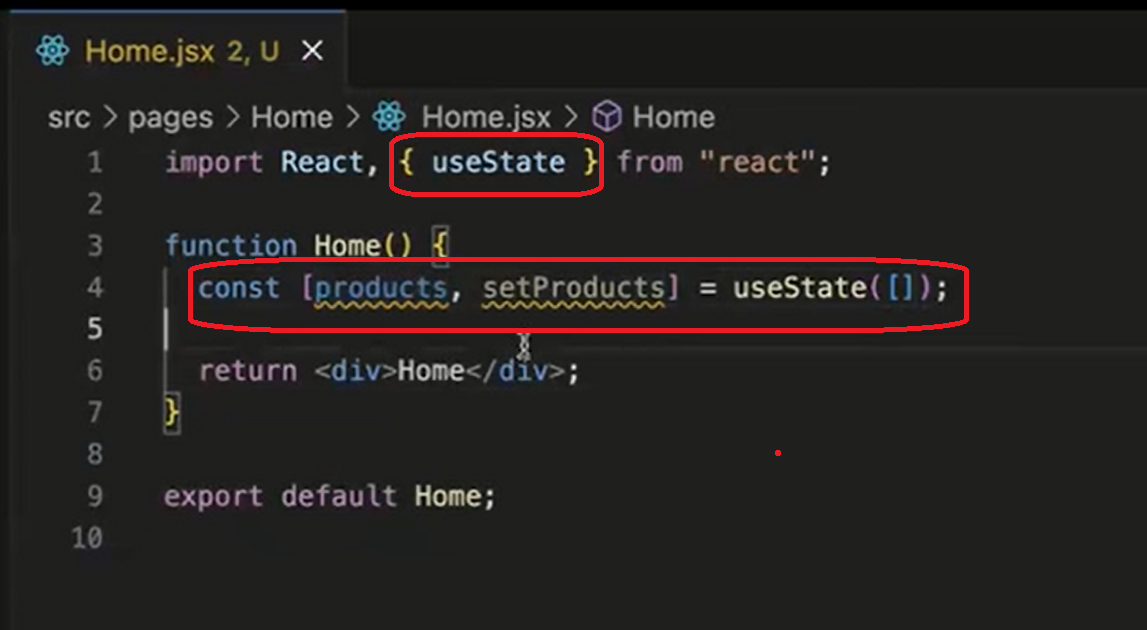 Home.jsx 2, U
src > pages > Home > Home.jsx > Home
1 import React, { useState } from "react";
2
3 function Home() {
4 const [products, setProducts] = useState([]);
5
6 return <div>Home</div>;
7 }
8
9 export default Home;
10